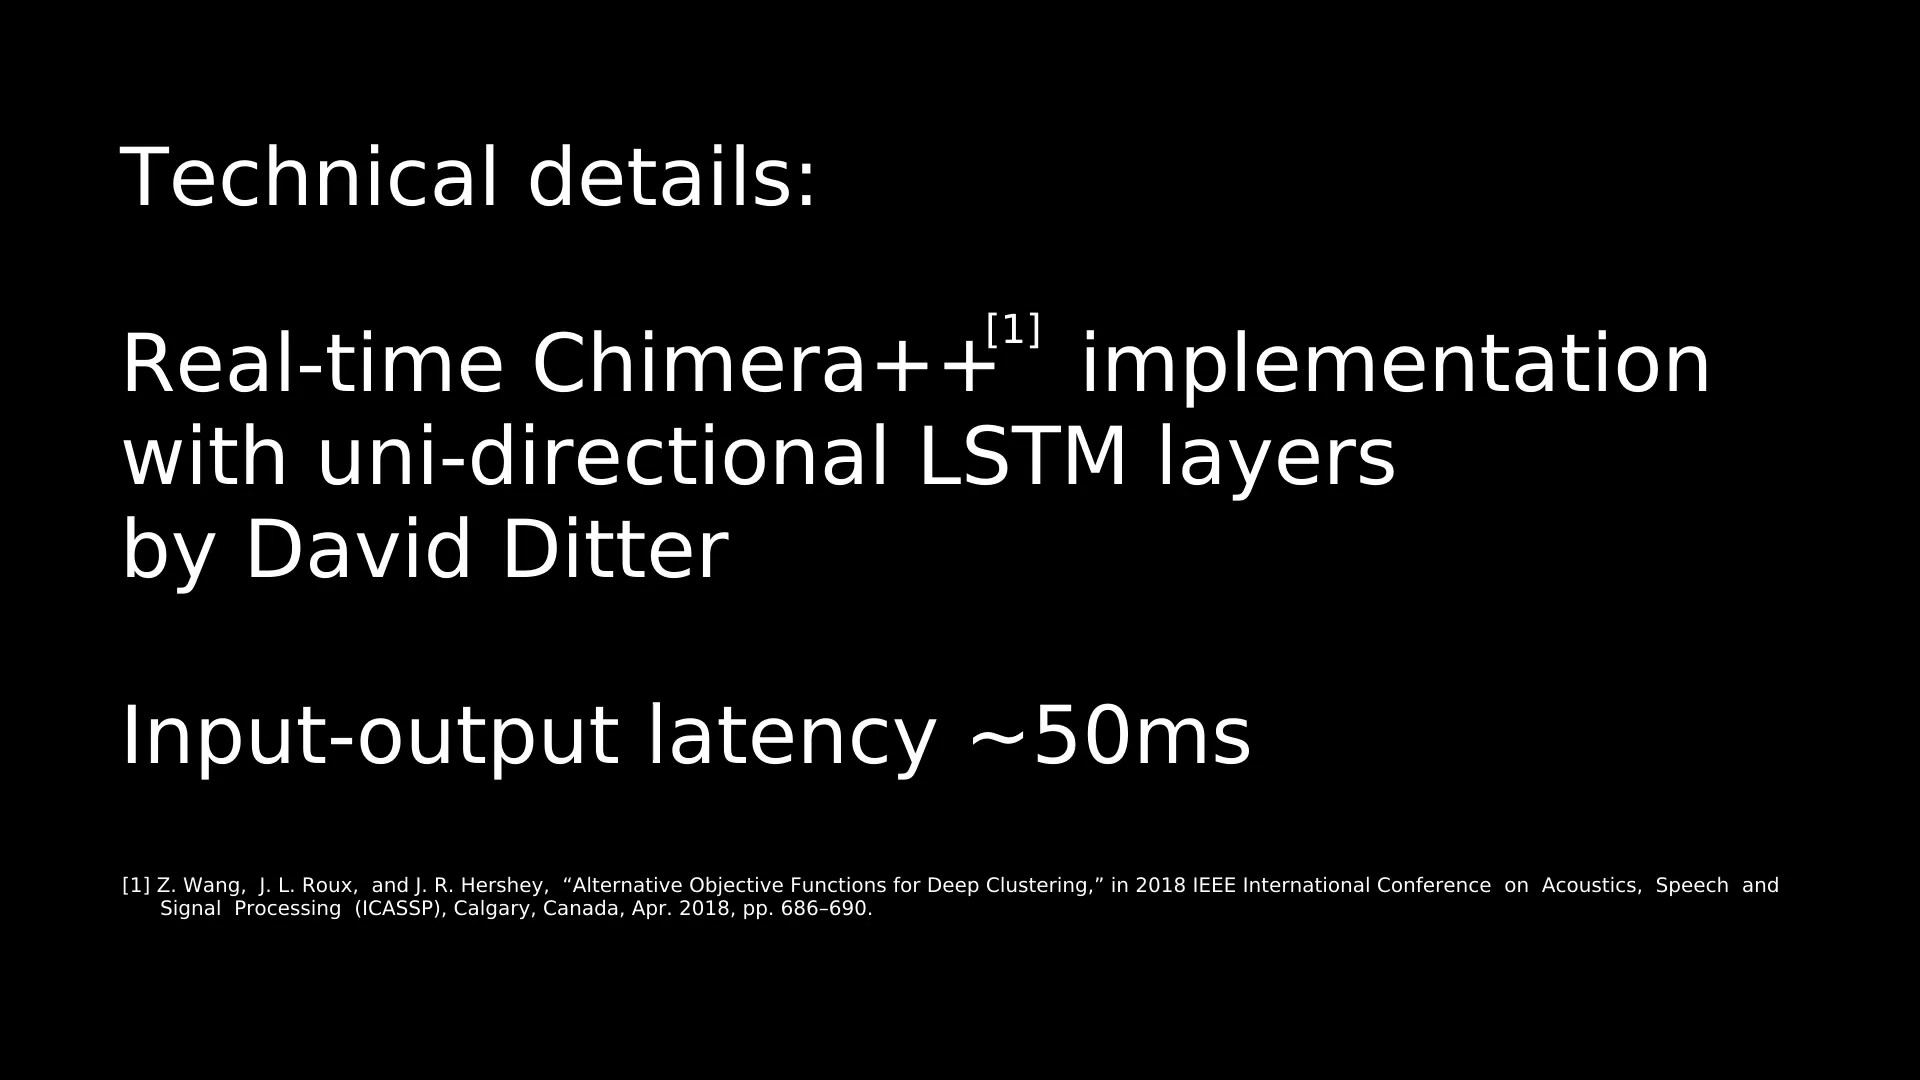 Technical details:
Real-time Chimera++[1] implementation
with uni-directional LSTM layers
by David Ditter
Input-output latency ~50ms
[1] Z. Wang, J. L. Roux, and J. R. Hershey, “Alternative Objective Functions for Deep Clustering,” in 2018 IEEE International Conference on Acoustics, Speech and
Signal Processing (ICASSP), Calgary, Canada, Apr. 2018, pp. 686–690.